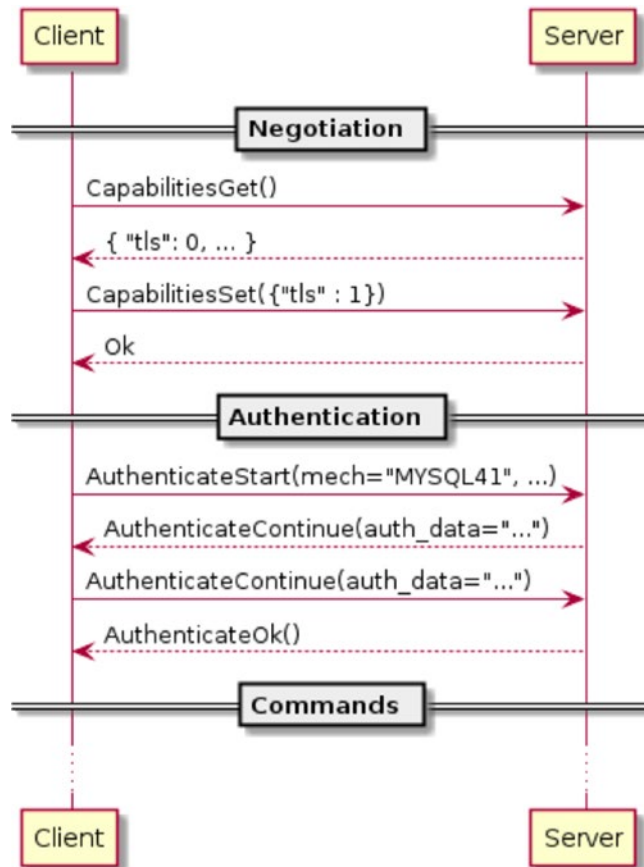 Client Server
Negotiation
CapabilitiesGet()
{ "tls": 0, ... }
CapabilitiesSet({"tls" : 1})
Ok
Authentication
AuthenticateStart(mech="MYSQL41", ...)
AuthenticateContinue(auth_data="...")
AuthenticateContinue(auth_data="...")
AuthenticateOk()
Commands
Client Server